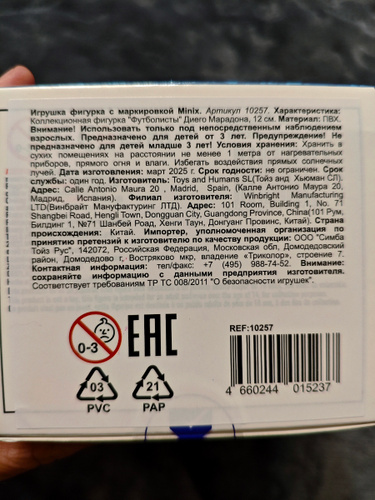 Игрушка фигурка с маркировкой Minix. Артикул 10257. Характеристика:
Коллекционная фигурка "Футболисты" Диего Марадона, 12 см. Материал: ПВХ.
Внимание! Использовать только под непосредственным наблюдением
взрослых. Предназначено для детей от 3 лет. Предупреждение! Не
предназначено для детей младше 3 лет! Условия хранения: Хранить в
сухих помещениях на расстоянии не менее 1 метра от нагревательных
приборов, прямого огня и влаги. Избегать воздействия прямых солнечных
лучей. Дата изготовления: март 2025 г. Срок годности: не ограничен. Срок
службы: один год. Изготовитель: Toys and Humans SL(Тойз анд Хьюман СЛ).
Адрес: Calle Antonio Maura 20 , Madrid, Spain, (Калле Антонио Маура 20,
Мадрид, Испания). Филиал изготовителя: Winbright Manufacturing
LTD(Винбрайт Мануфактуринг ЛТД). Адрес: 101 Room, Building 1, No. 71
Shangbei Road, Hengli Town, Dongguan City, Guangdong Province, China(101 Рум,
Билдинг 1, №71 Шанбей Роад, Хенги Таун, Донгуанг Провинс, Китай). Страна
происхождения: Китай. Импортер, уполномоченная организация по
принятию претензий к изготовителю по качеству продукции: ООО "Симба
Тойз Рус", 142072, Российская Федерация, Московская обл, Домодедовский
район, Домодедово г, Востряково мкр, владение «Триколор», строение 7.
Контактная информация: тел/факс: +7 (495) 988-74-52. Внимание:
сохраняйте информацию с данными предприятия изготовителя.
Соответствует требованиям ТР ТС 008/2011 "О безопасности игрушек".
0-3
EAC
REF:10257
03
PVC
21
PAP
4 660244 015237